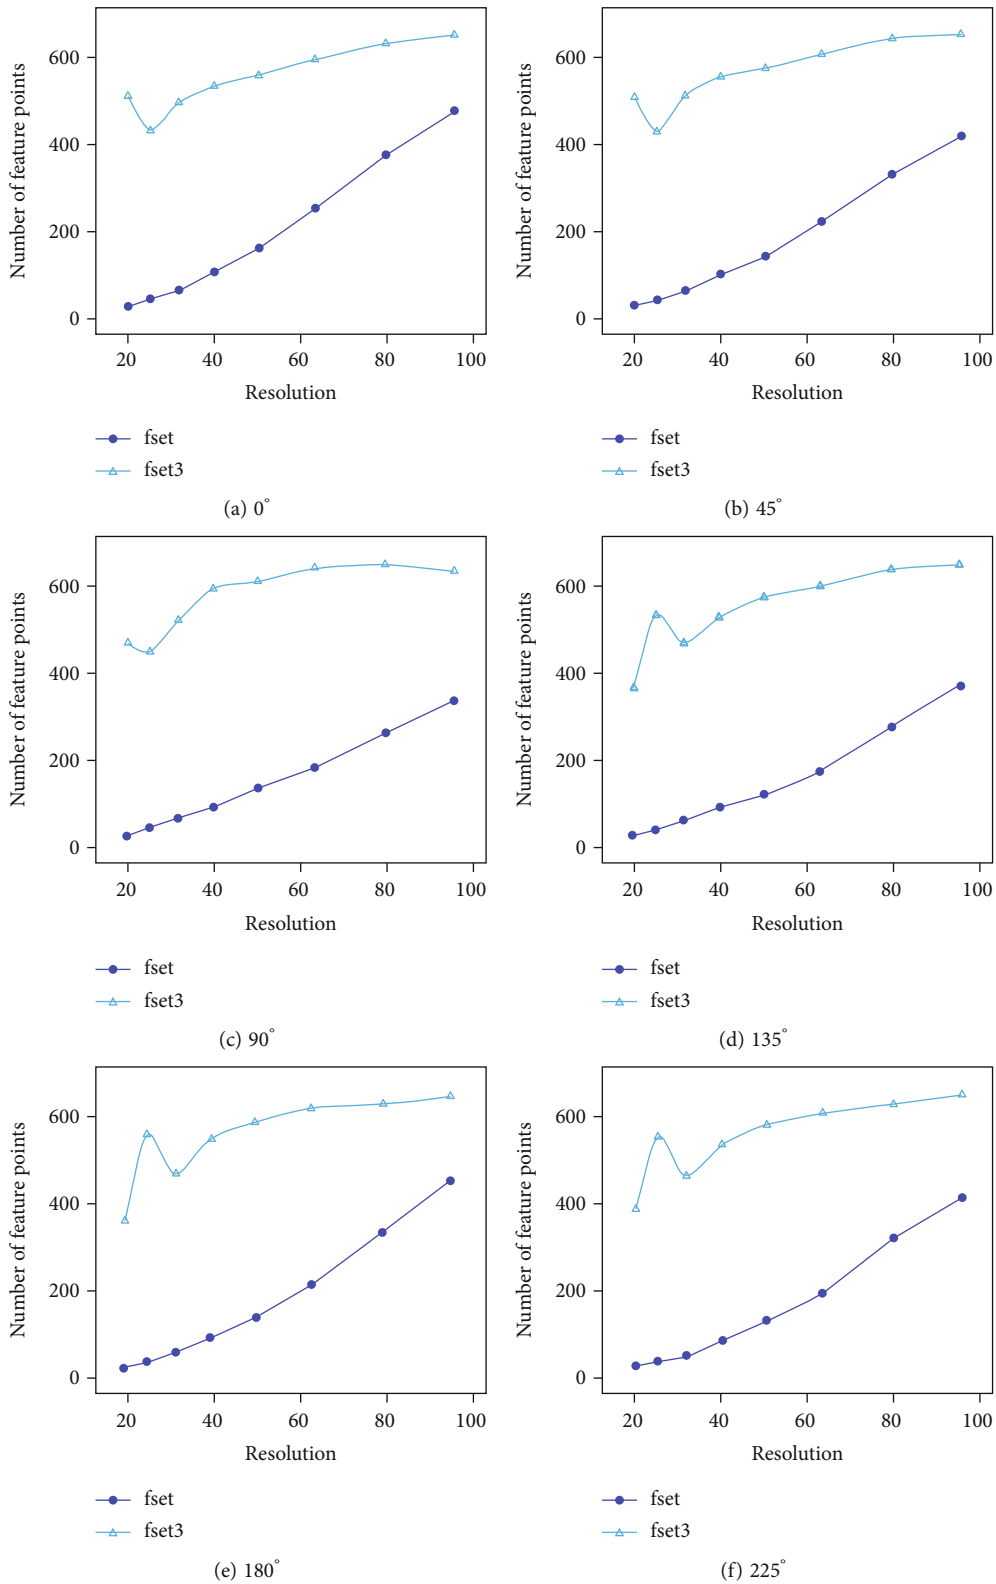 Number of feature points
600
400
200
0
20 40 60 80 100
Resolution
fset
fset3
(a) 0°
Number of feature points
600
400
200
0
20 40 60 80 100
Resolution
fset
fset3
(b) 45°
Number of feature points
600
400
200
0
20 40 60 80 100
Resolution
fset
fset3
(c) 90°
Number of feature points
600
400
200
0
20 40 60 80 100
Resolution
fset
fset3
(d) 135°
Number of feature points
600
400
200
0
20 40 60 80 100
Resolution
fset
fset3
(e) 180°
Number of feature points
600
400
200
0
20 40 60 80 100
Resolution
fset
fset3
(f) 225°